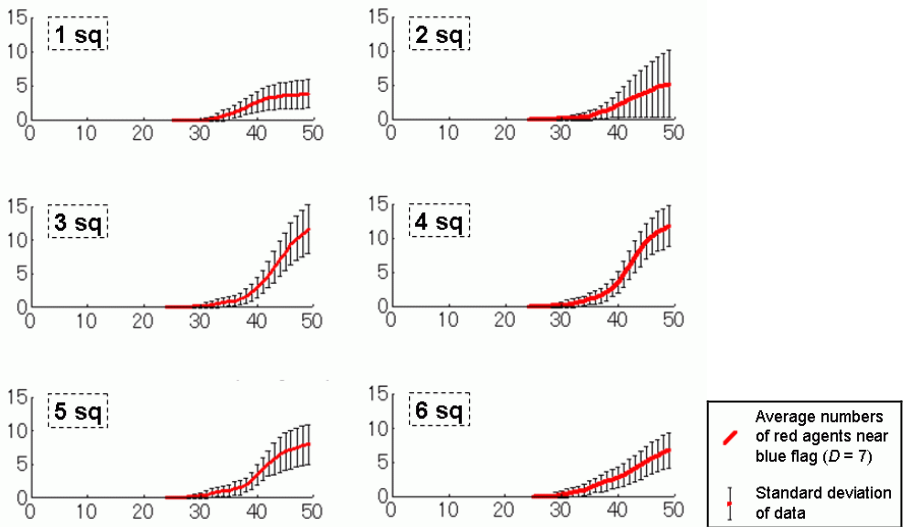 15
1 sq
10
5
0
0 10 20 30 40 50
15
2 sq
10
5
0
0 10 20 30 40 50
15
3 sq
10
5
0
0 10 20 30 40 50
15
4 sq
10
5
0
0 10 20 30 40 50
15
5 sq
10
5
0
0 10 20 30 40 50
15
6 sq
10
5
0
0 10 20 30 40 50
Average numbers
of red agents near
blue flag (D = 7)
Standard deviation
of data